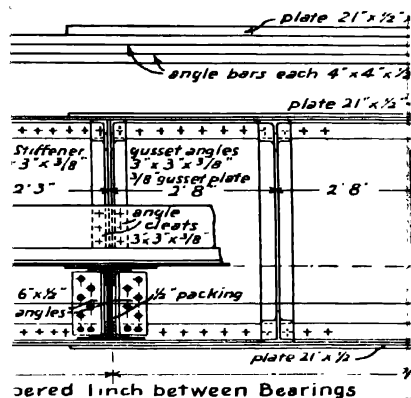 plate 21"x ½"
angle bars each 4"x 4"x ½
plate 21"x ½"
Stiffener
3"x 3/8"
gusset angles
3"x 3"x 3/8"
3/8" gusset plate
2' 3"
2' 8"
2' 8"
angle
cleats
3x 3"x 3/8"
6"x ½"
angles
½" packing
plate 21"x ½
pered 1inch between Bearings